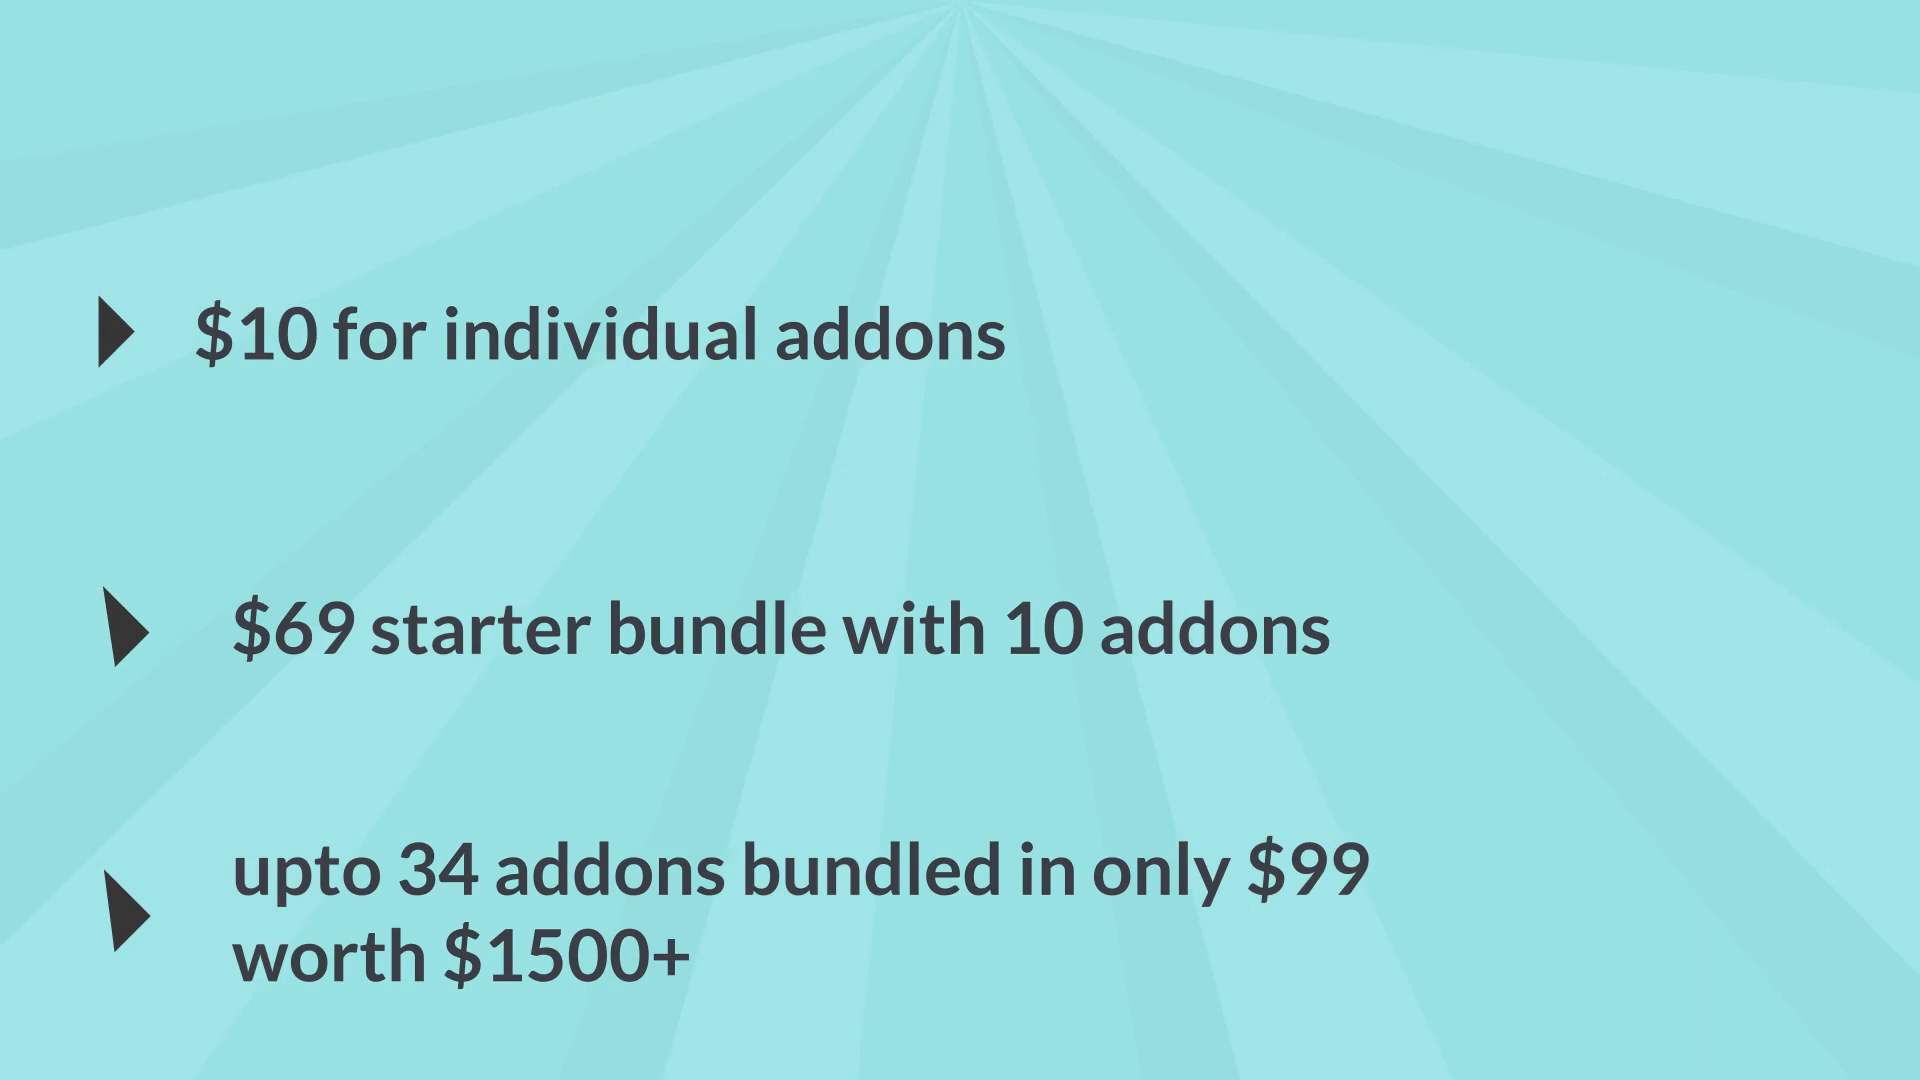 $10 for individual addons
$69 starter bundle with 10 addons
upto 34 addons bundled in only $99
worth $1500+